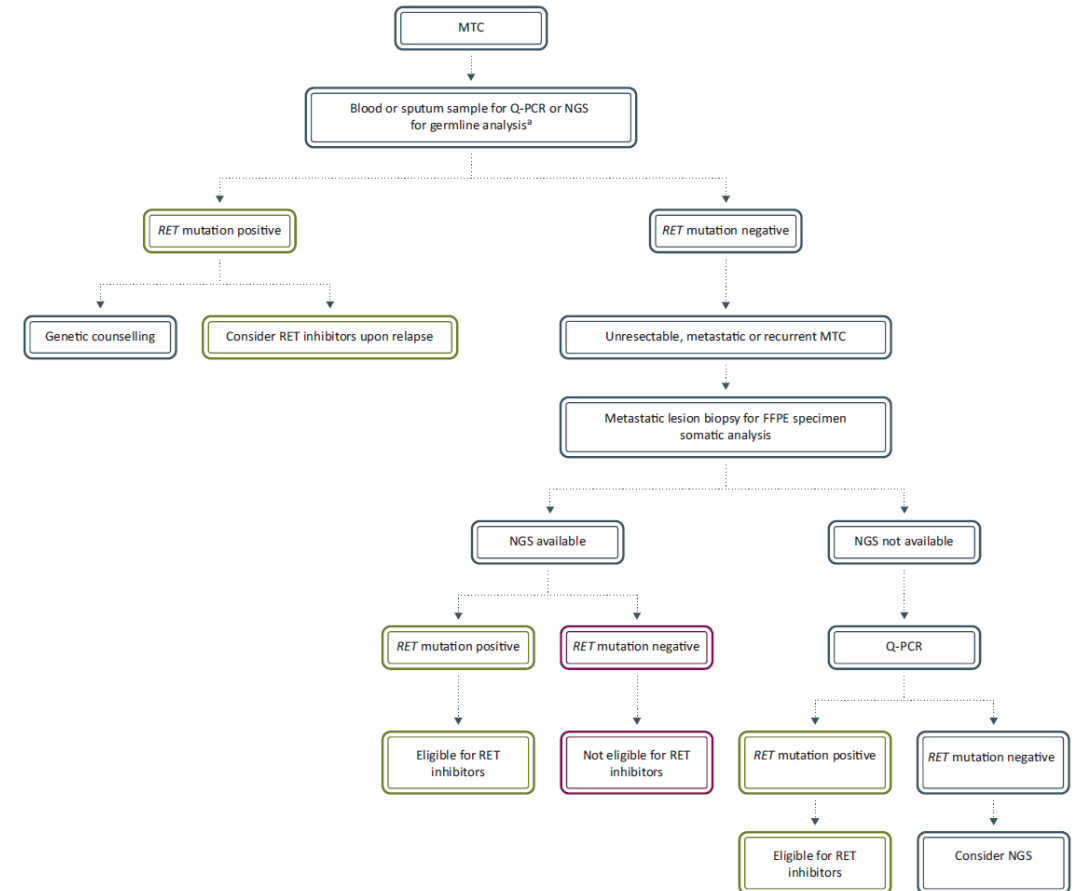 MTC
Blood or sputum sample for Q-PCR or NGS
for germline analysisᵃ
RET mutation positive
RET mutation negative
Genetic counselling
Consider RET inhibitors upon relapse
Unresectable, metastatic or recurrent MTC
Metastatic lesion biopsy for FFPE specimen
somatic analysis
NGS available
NGS not available
RET mutation positive
RET mutation negative
Q-PCR
Eligible for RET
inhibitors
Not eligible for RET
inhibitors
RET mutation positive
RET mutation negative
Eligible for RET
inhibitors
Consider NGS